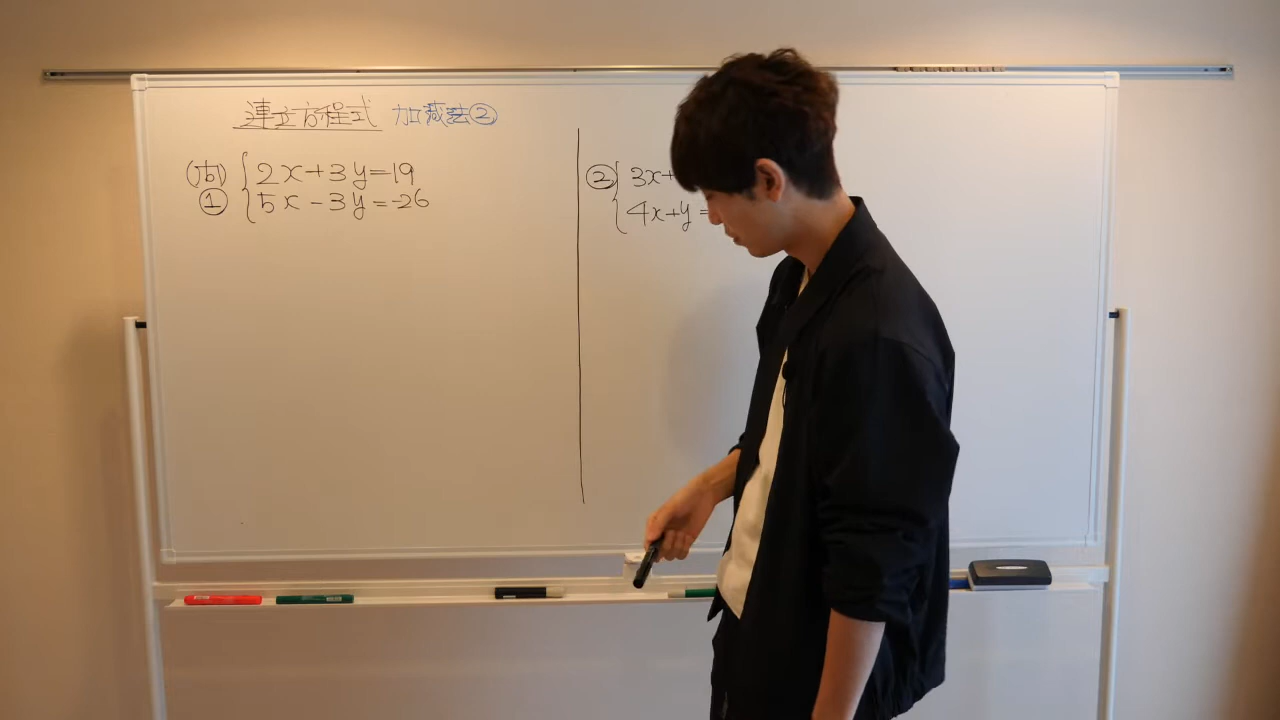 連立方程式 加減法②
(例) { 2x+3y=19
① 5x-3y=-26
② { 3x+
4x+y=